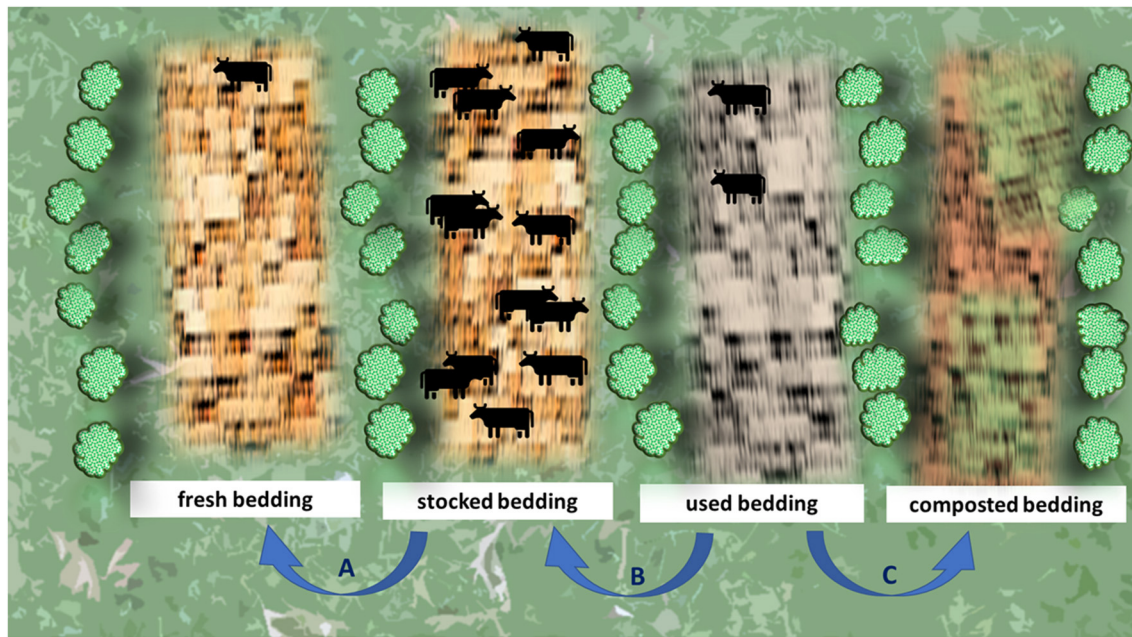 fresh bedding
stocked bedding
used bedding
composted bedding
A
B
C